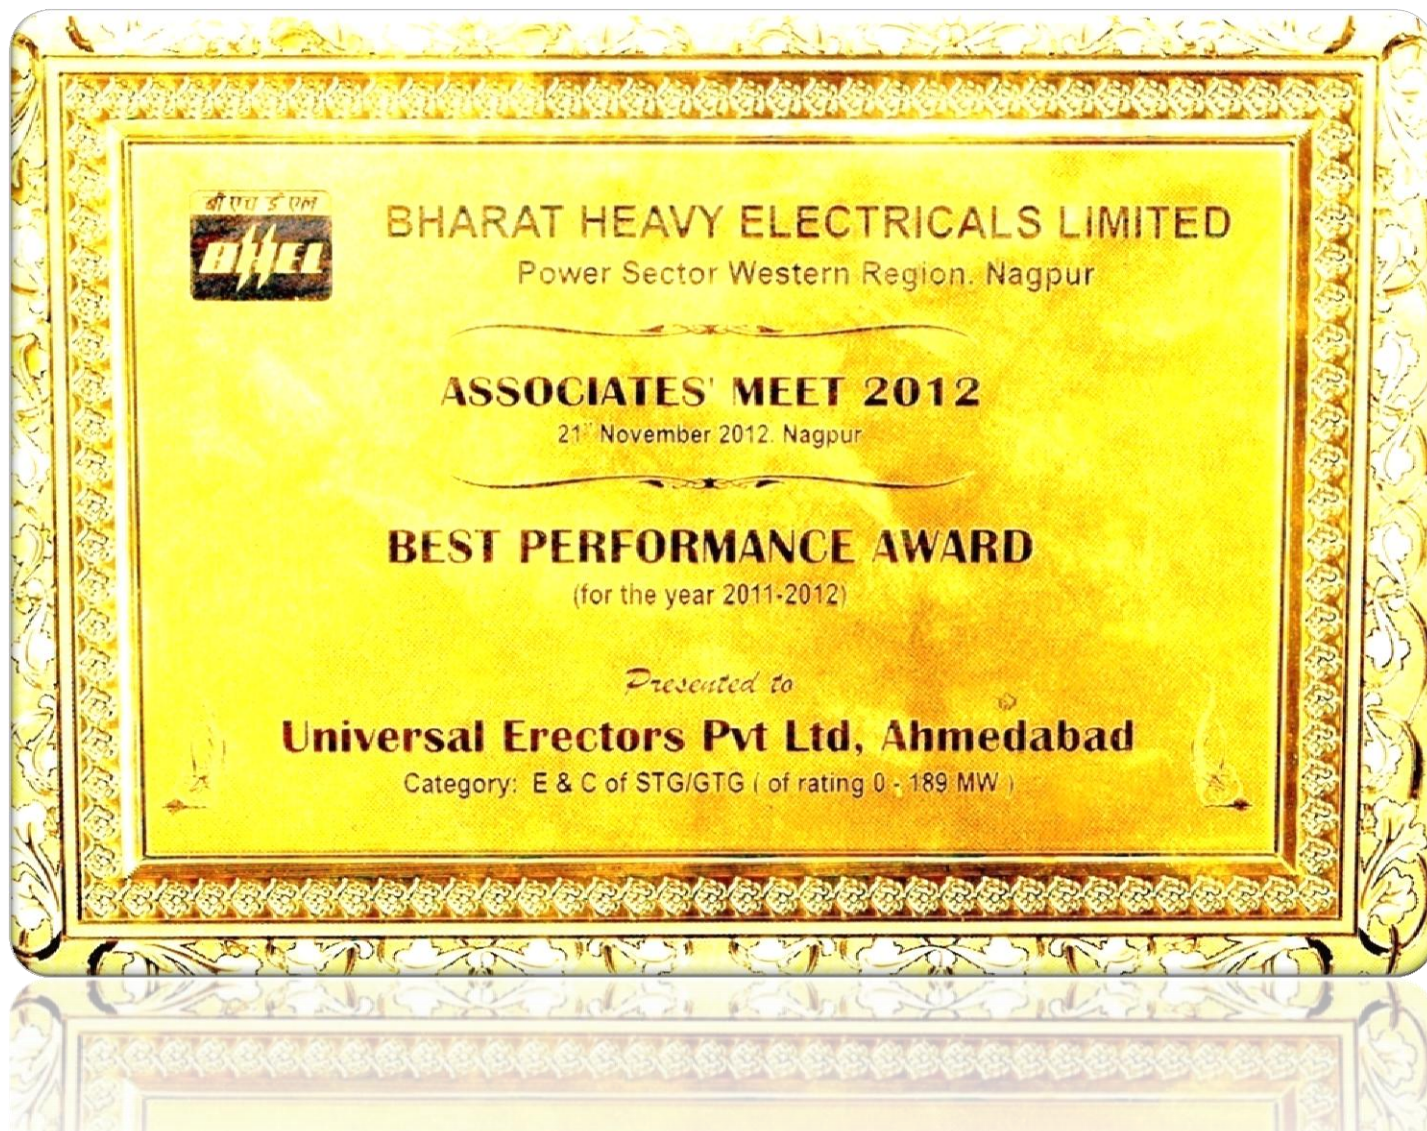 बी एच ई एल
BHEL
BHARAT HEAVY ELECTRICALS LIMITED
Power Sector Western Region. Nagpur
ASSOCIATES' MEET 2012
21st November 2012. Nagpur
BEST PERFORMANCE AWARD
(for the year 2011-2012)
Presented to
Universal Erectors Pvt Ltd, Ahmedabad
Category: E & C of STG/GTG ( of rating 0 - 189 MW )